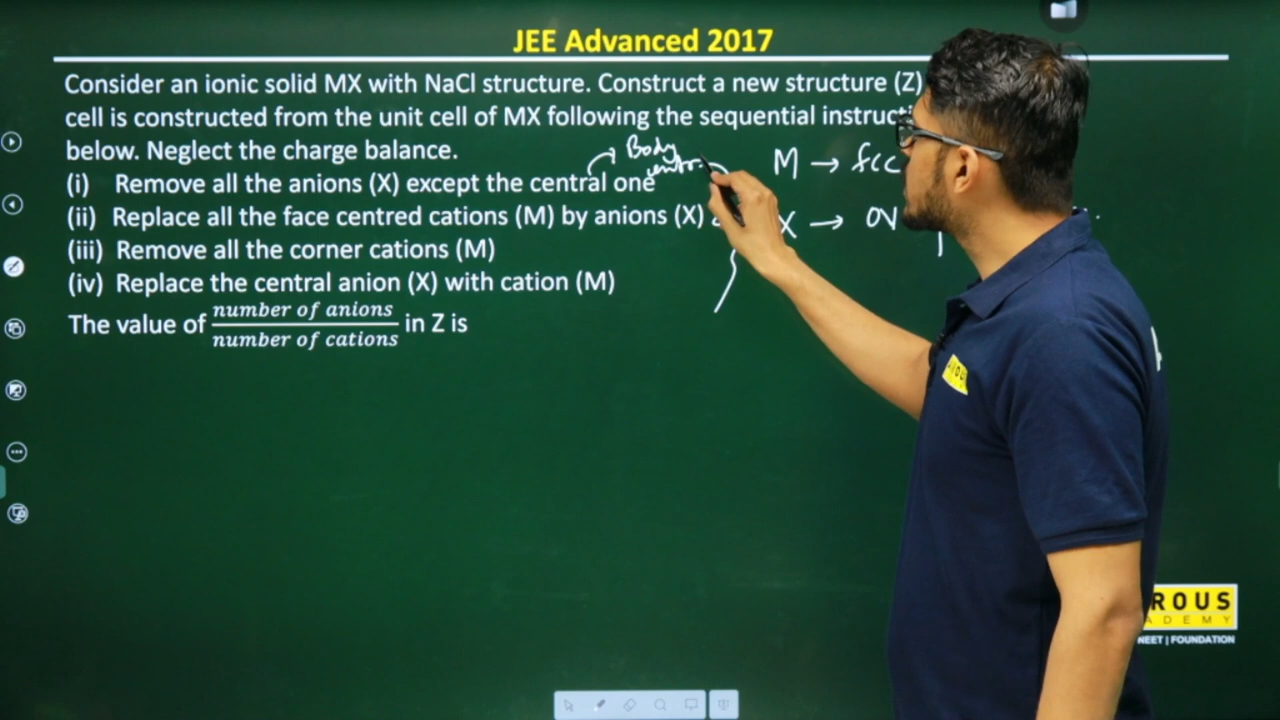 JEE Advanced 2017
Consider an ionic solid MX with NaCl structure. Construct a new structure (Z)
cell is constructed from the unit cell of MX following the sequential
below. Neglect the charge balance.
Body
M → fcc
(i) Remove all the anions (X) except the central one
(ii) Replace all the face centred cations (M) by anions (X)
X → OV
(iii) Remove all the corner cations (M)
(iv) Replace the central anion (X) with cation (M)
The value of number of anions / number of cations in Z is
ROUS
ADEMY
NEET | FOUNDATION